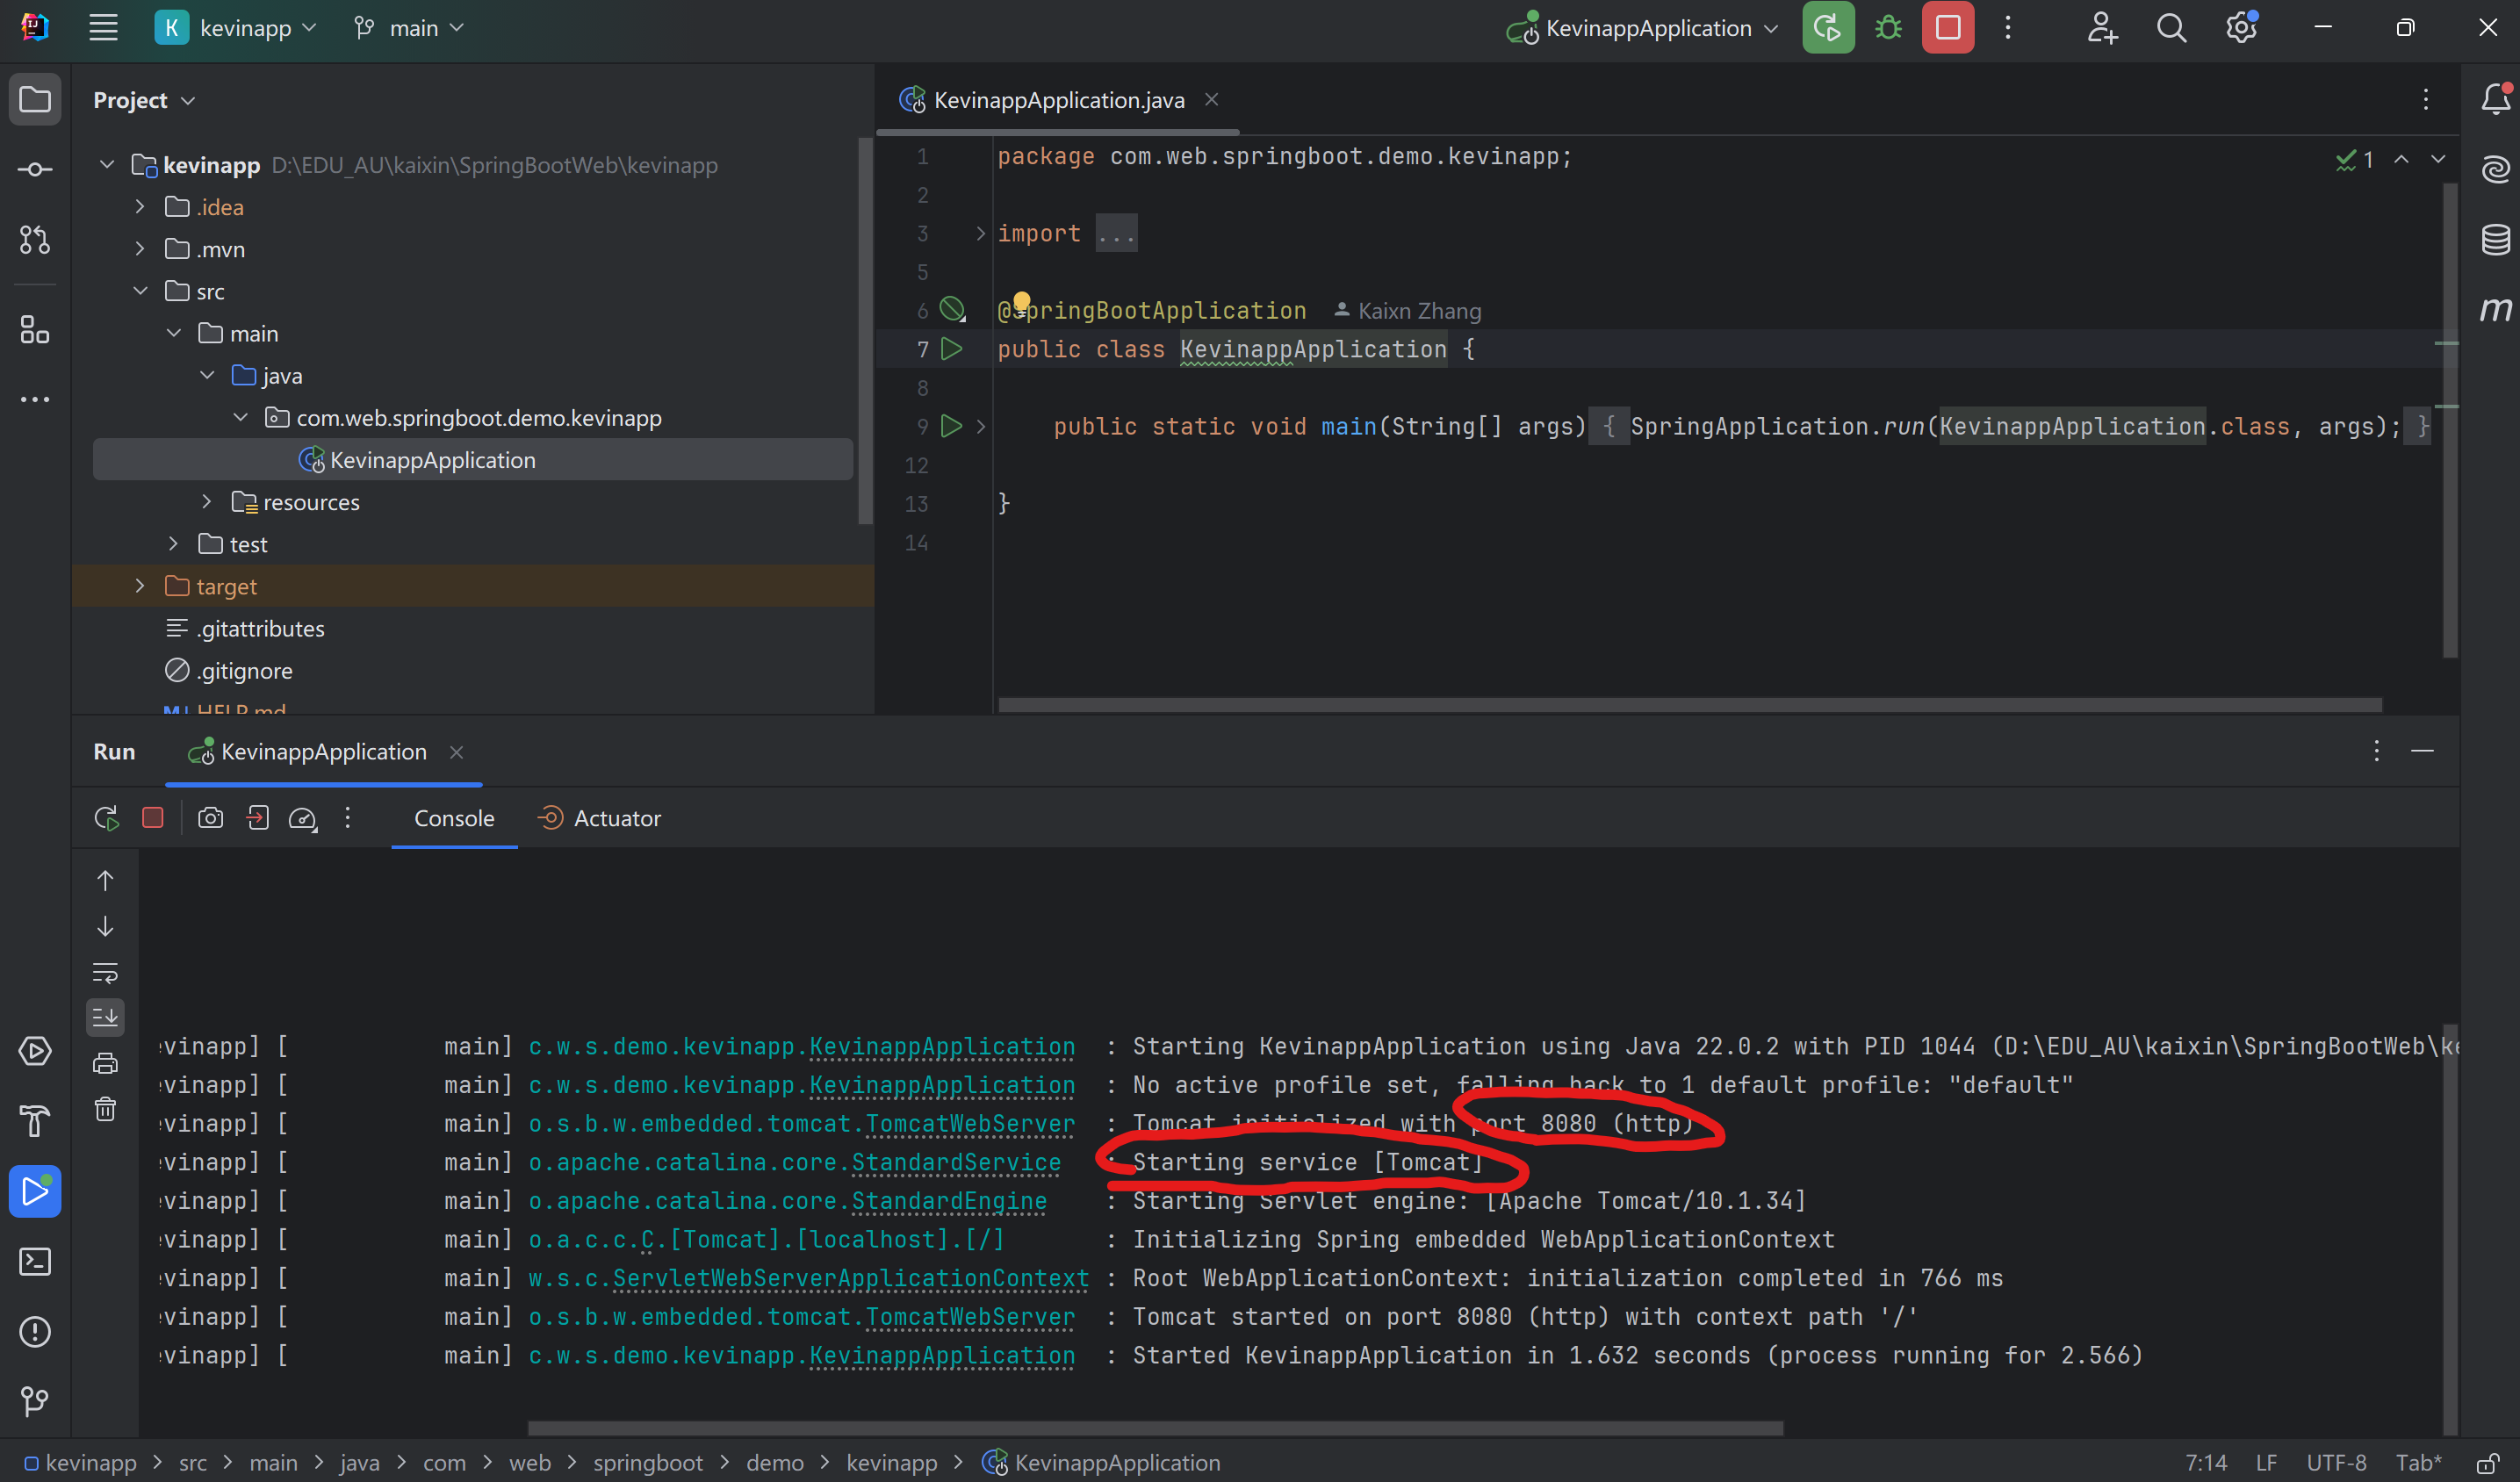 K kevinapp main KevinappApplication
Project
KevinappApplication.java
kevinapp D:\EDU_AU\kaixin\SpringBootWeb\kevinapp
.idea
.mvn
src
main
java
com.web.springboot.demo.kevinapp
KevinappApplication
resources
test
target
.gitattributes
.gitignore
HELP.md
1 package com.web.springboot.demo.kevinapp;
1
2
3 import ...
5
6 @SpringBootApplication Kaixn Zhang
7 public class KevinappApplication {
8
9 public static void main(String[] args) { SpringApplication.run(KevinappApplication.class, args); }
12
13 }
14
m
Run KevinappApplication
Console Actuator
vinapp] [ main] c.w.s.demo.kevinapp.KevinappApplication : Starting KevinappApplication using Java 22.0.2 with PID 1044 (D:\EDU_AU\kaixin\SpringBootWeb\ke
vinapp] [ main] c.w.s.demo.kevinapp.KevinappApplication : No active profile set, falling back to 1 default profile: "default"
vinapp] [ main] o.s.b.w.embedded.tomcat.TomcatWebServer : Tomcat initialized with port 8080 (http)
vinapp] [ main] o.apache.catalina.core.StandardService : Starting service [Tomcat]
vinapp] [ main] o.apache.catalina.core.StandardEngine : Starting Servlet engine: [Apache Tomcat/10.1.34]
vinapp] [ main] o.a.c.c.C.[Tomcat].[localhost].[/] : Initializing Spring embedded WebApplicationContext
vinapp] [ main] w.s.c.ServletWebServerApplicationContext : Root WebApplicationContext: initialization completed in 766 ms
vinapp] [ main] o.s.b.w.embedded.tomcat.TomcatWebServer : Tomcat started on port 8080 (http) with context path '/'
vinapp] [ main] c.w.s.demo.kevinapp.KevinappApplication : Started KevinappApplication in 1.632 seconds (process running for 2.566)
kevinapp > src > main > java > com > web > springboot > demo > kevinapp > KevinappApplication 7:14 LF UTF-8 Tab*